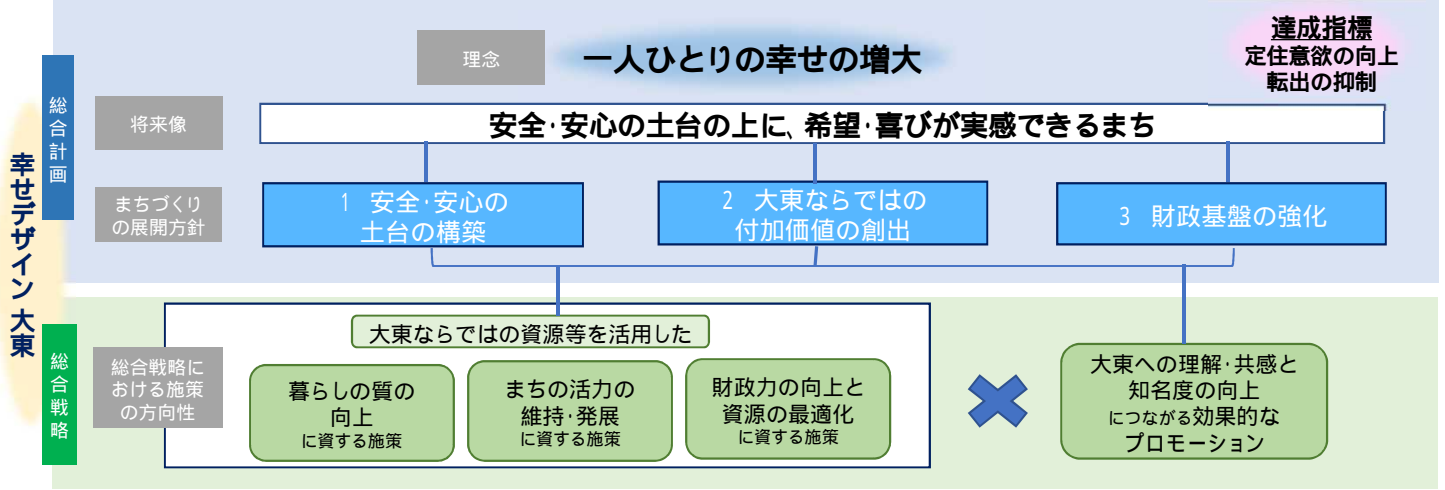 幸せデザイン 大東
総合計画
理念
一人ひとりの幸せの増大
達成指標
定住意欲の向上
転出の抑制
将来像
安全・安心の土台の上に、希望・喜びが実感できるまち
まちづくり
の展開方針
1 安全・安心の
土台の構築
2 大東ならではの
付加価値の創出
3 財政基盤の強化
総合戦略
総合戦略に
おける施策
の方向性
大東ならではの資源等を活用した
暮らしの質の
向上
に資する施策
まちの活力の
維持・発展
に資する施策
財政力の向上と
資源の最適化
に資する施策
大東への理解・共感と
知名度の向上
につながる効果的な
プロモーション